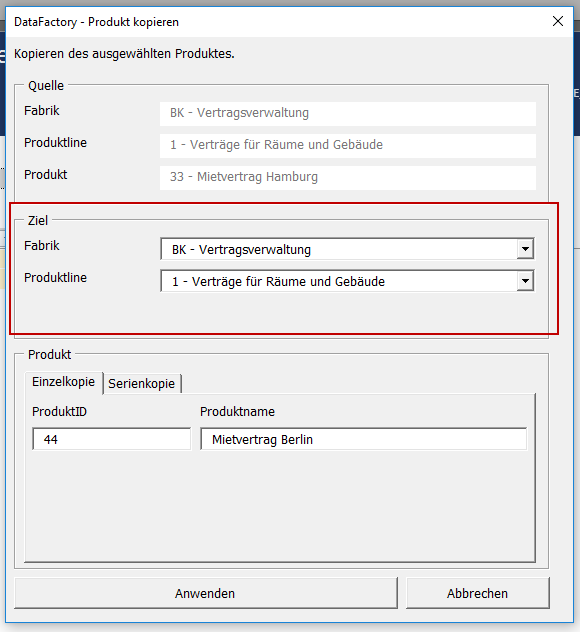 DataFactory - Produkt kopieren
Kopieren des ausgewählten Produktes.
Quelle
Fabrik BK - Vertragsverwaltung
Produktline 1 - Verträge für Räume und Gebäude
Produkt 33 - Mietvertrag Hamburg
Ziel
Fabrik BK - Vertragsverwaltung
Produktline 1 - Verträge für Räume und Gebäude
Produkt
Einzelkopie Serienkopie
ProduktID Produktname
44 Mietvertrag Berlin
Anwenden Abbrechen